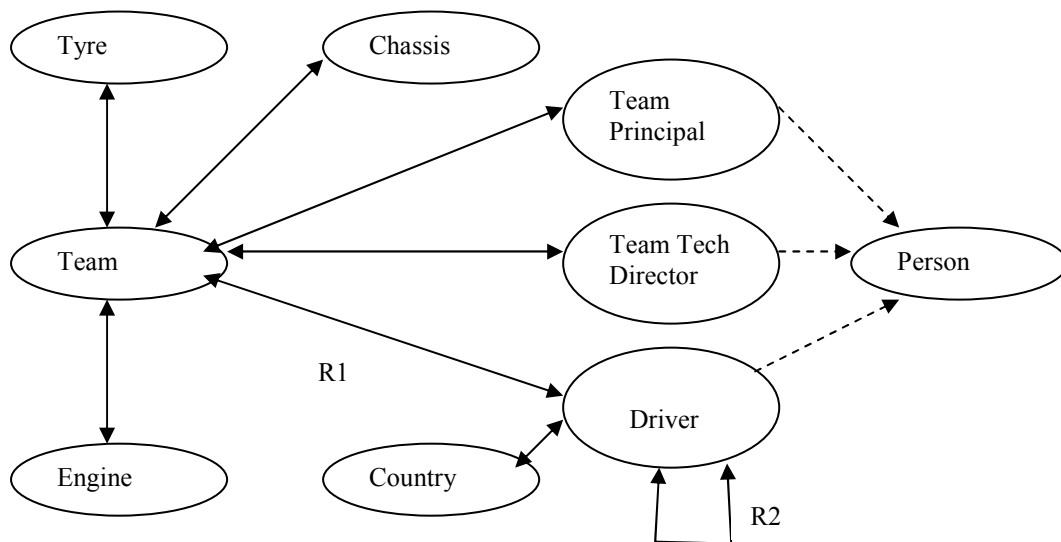 Tyre
Chassis
Team
Principal
Team
Team Tech
Director
Person
R1
Driver
Engine
Country
R2